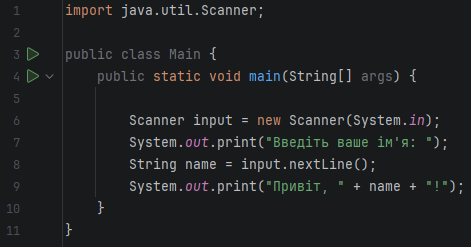 1 import java.util.Scanner;
2
3 public class Main {
4 public static void main(String[] args) {
5
6 Scanner input = new Scanner(System.in);
7 System.out.print("Введіть ваше ім'я: ");
8 String name = input.nextLine();
9 System.out.print("Привіт, " + name + "!");
10 }
11 }